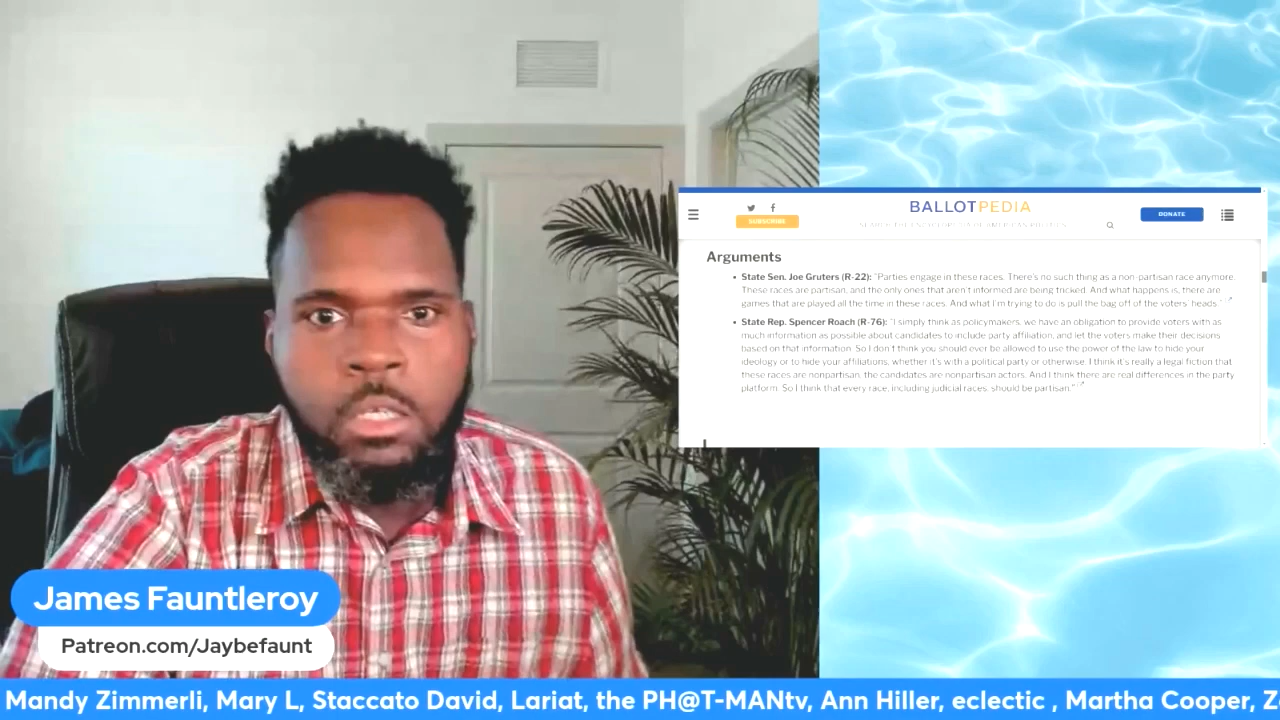 BALLOTPEDIA
SUBSCRIBE
DONATE
Arguments
State Sen. Joe Gruters (R-22): "Parties engage in these races. There's no such thing as a non-partisan race anymore.
These races are partisan, and the only ones that aren't informed are being tricked. And what happens is, there are
games that are played all the time in these races. And what I'm trying to do is pull the bag off of the voters' heads."
State Rep. Spencer Roach (R-76): "I simply think as policymakers, we have an obligation to provide voters with as
much information as possible about candidates to include party affiliation, and let the voters make their decisions
based on that information. So I don't think you should ever be allowed to use the power of the law to hide your
ideology or to hide your affiliations, whether it's with a political party or otherwise. I think it's really a legal fiction that
these races are nonpartisan, the candidates are nonpartisan actors. And I think there are real differences in the party
platform. So I think that every race, including judicial races, should be partisan."
James Fauntleroy
Patreon.com/Jaybefaunt
Mandy Zimmerli, Mary L, Staccato David, Lariat, the PH@T-MANtv, Ann Hiller, eclectic , Martha Cooper, Z